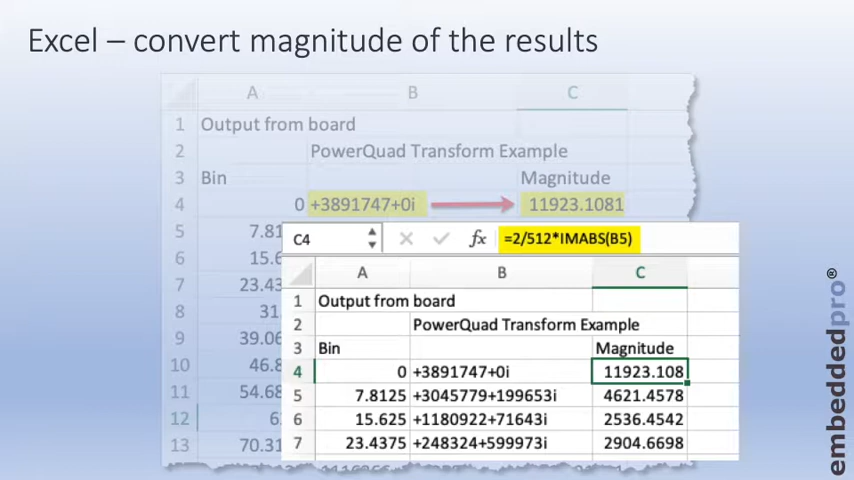 Excel – convert magnitude of the results
A B C
1 Output from board
2 PowerQuad Transform Example
3 Bin Magnitude
4 0 +3891747+0i 11923.1081
5 7.81
6 15.6
7 23.43
8 31.
9 39.06
10 46.8
11 54.68
12 6
13 70.31
C4 fx =2/512*IMABS(B5)
A B C
1 Output from board
2 PowerQuad Transform Example
3 Bin Magnitude
4 0 +3891747+0i 11923.108
5 7.8125 +3045779+199653i 4621.4578
6 15.625 +1180922+71643i 2536.4542
7 23.4375 +248324+599973i 2904.6698
embeddedpro®